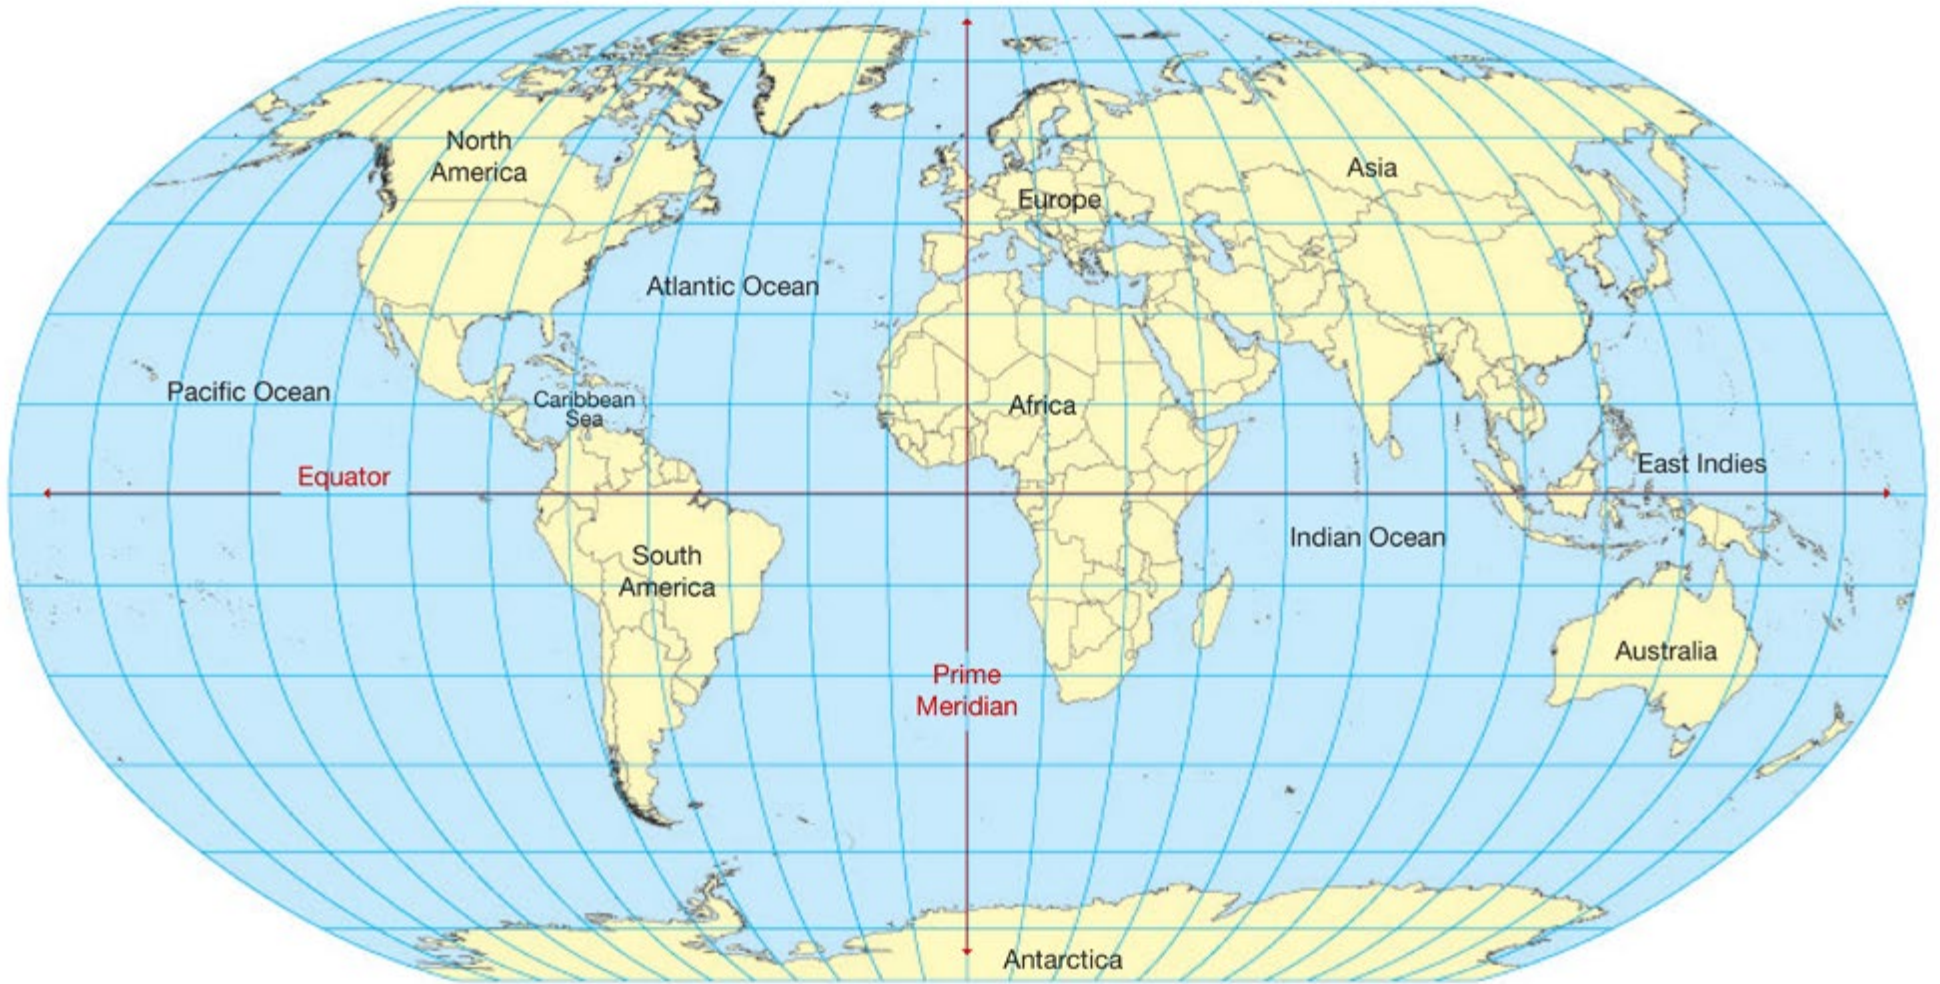 North
America
Asia
Europe
Atlantic Ocean
Pacific Ocean
Caribbean
Sea
Africa
East Indies
Equator
Indian Ocean
South
America
Australia
Prime
Meridian
Antarctica